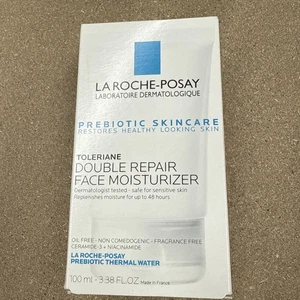 LA ROCHE-POSAY
LABORATOIRE DERMATOLOGIQUE
PREBIOTIC SKINCARE
RESTORES HEALTHY LOOKING SKIN
TOLERIANE
DOUBLE REPAIR
FACE MOISTURIZER
Dermatologist tested - safe for sensitive skin
Replenishes moisture for up to 48 hours
OIL FREE - NON COMEDOGENIC - FRAGRANCE FREE
CERAMIDE-3 + NIACINAMIDE
LA ROCHE-POSAY
PREBIOTIC THERMAL WATER
100 ml - 3.38 FL.OZ Made in France